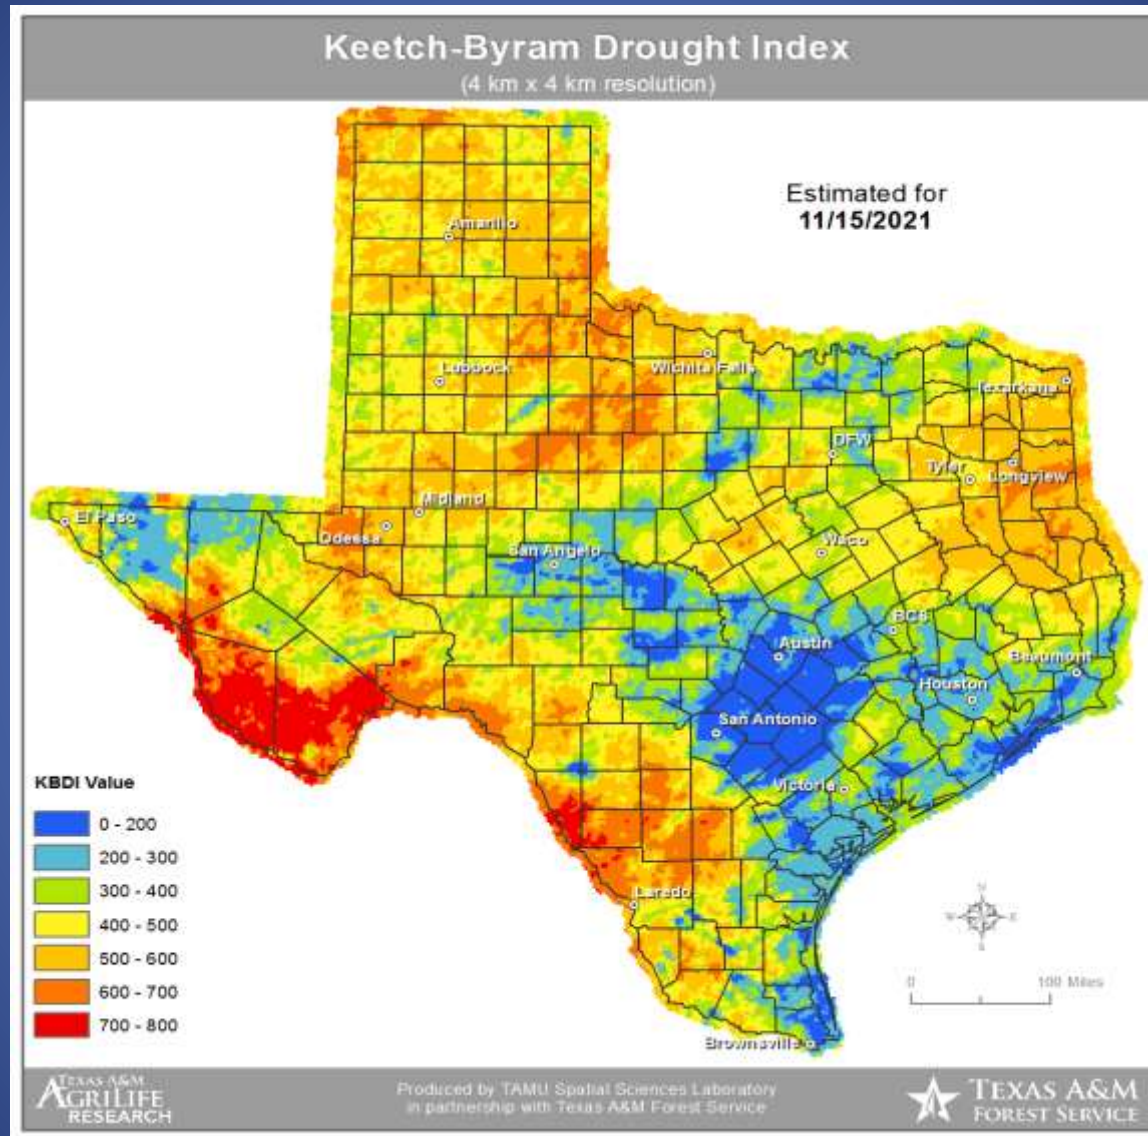 Keetch-Byram Drought Index
(4 km x 4 km resolution)
Estimated for
11/15/2021
Amarillo
Lubbock
Wichita Falls
Texarkana
DFW
Tyler
Longview
Midland
El Paso
Odessa
San Angelo
Waco
BCS
Austin
Beaumont
Houston
San Antonio
Victoria
Laredo
Brownsville
KBDI Value
0 - 200
200 - 300
300 - 400
400 - 500
500 - 600
600 - 700
700 - 800
N
W
E
S
0
100 Miles
TEXAS A&M
AGRILIFE
RESEARCH
Produced by TAMU Spatial Sciences Laboratory
in partnership with Texas A&M Forest Service
TEXAS A&M
FOREST SERVICE